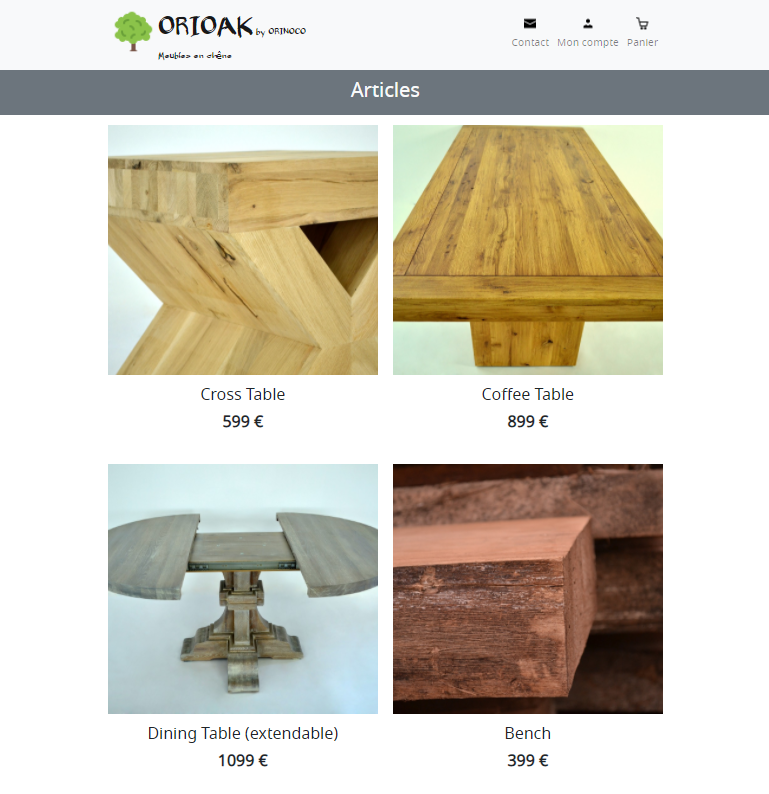 ORIOAK by ORINOCO
Meubles en chêne
Contact Mon compte Panier
Articles
Cross Table
599 €
Coffee Table
899 €
Dining Table (extendable)
1099 €
Bench
399 €